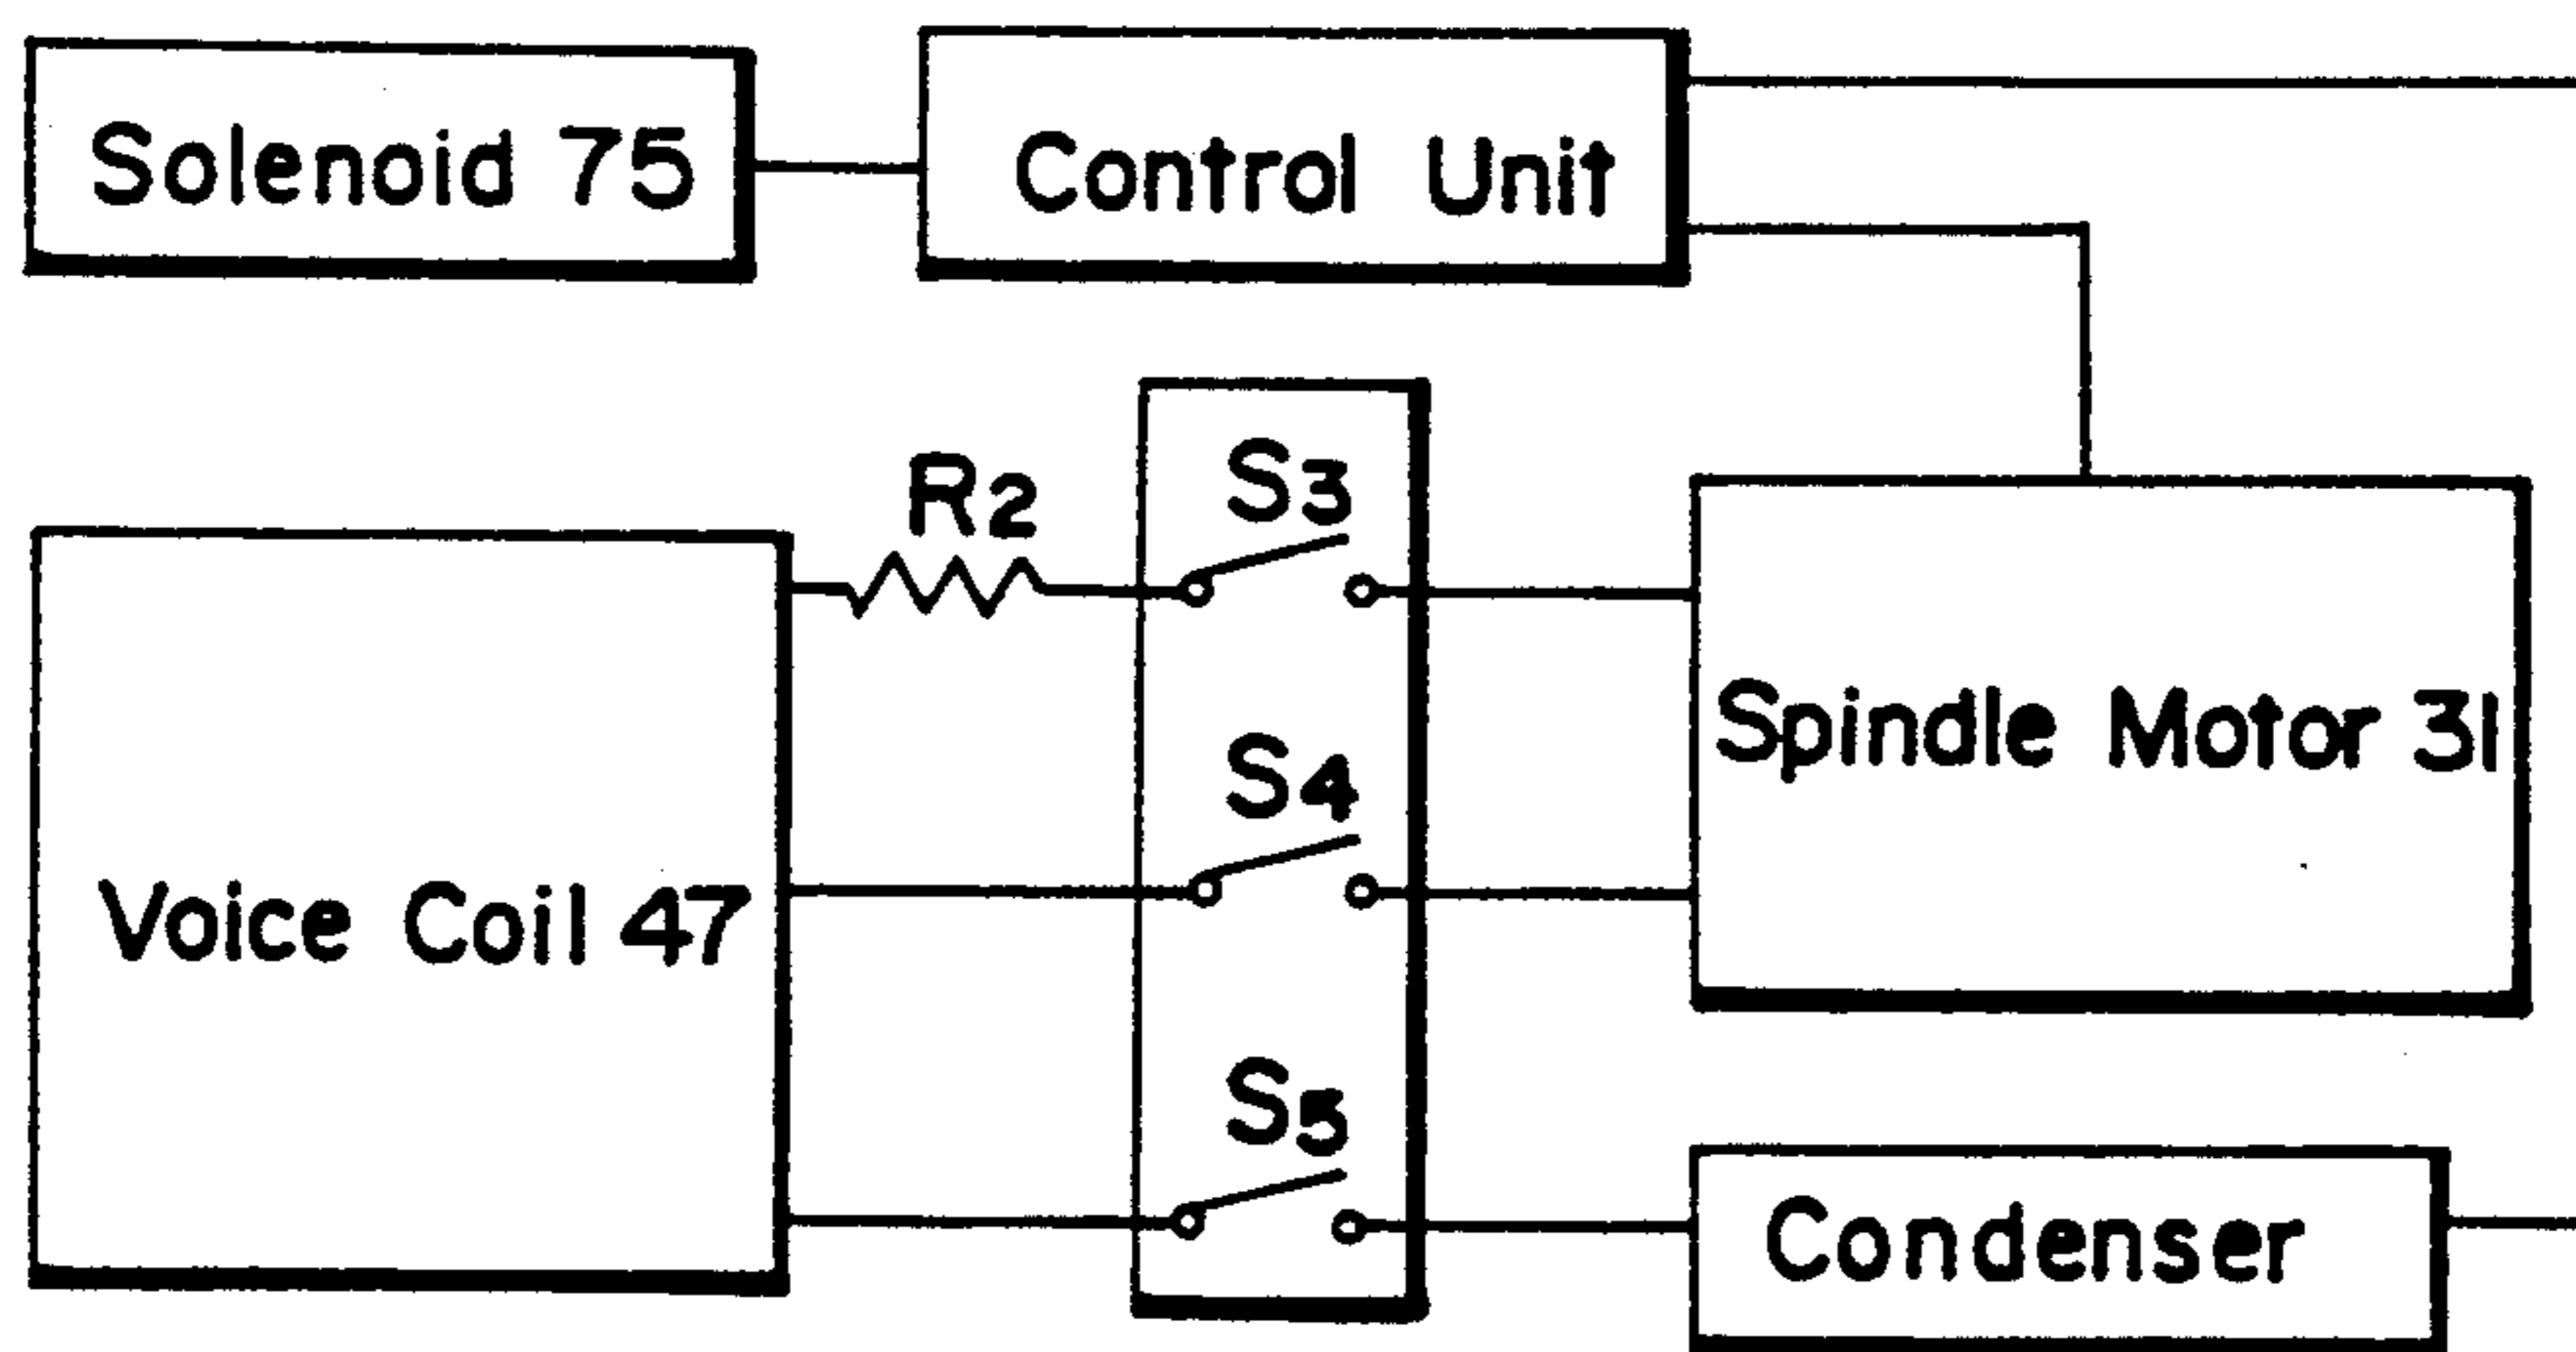 Solenoid 75
Control Unit
R2
S3
Spindle Motor 31
S4
Voice Coil 47
S5
Condenser